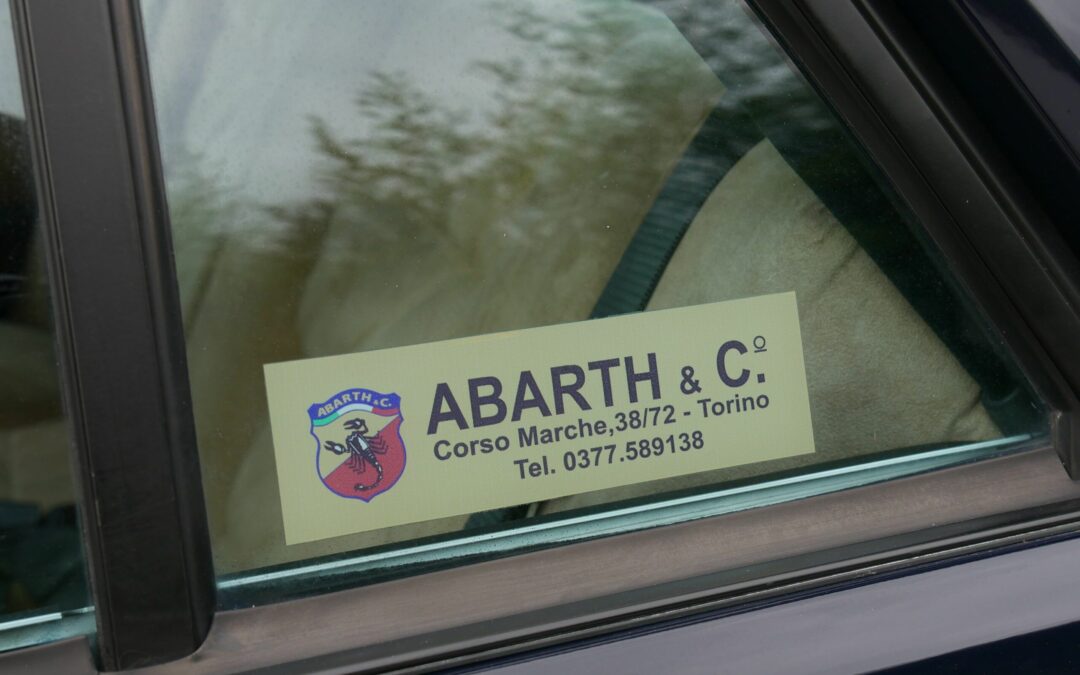 ABARTH & C.
ABARTH & C.º
Corso Marche,38/72 - Torino
Tel. 0377.589138